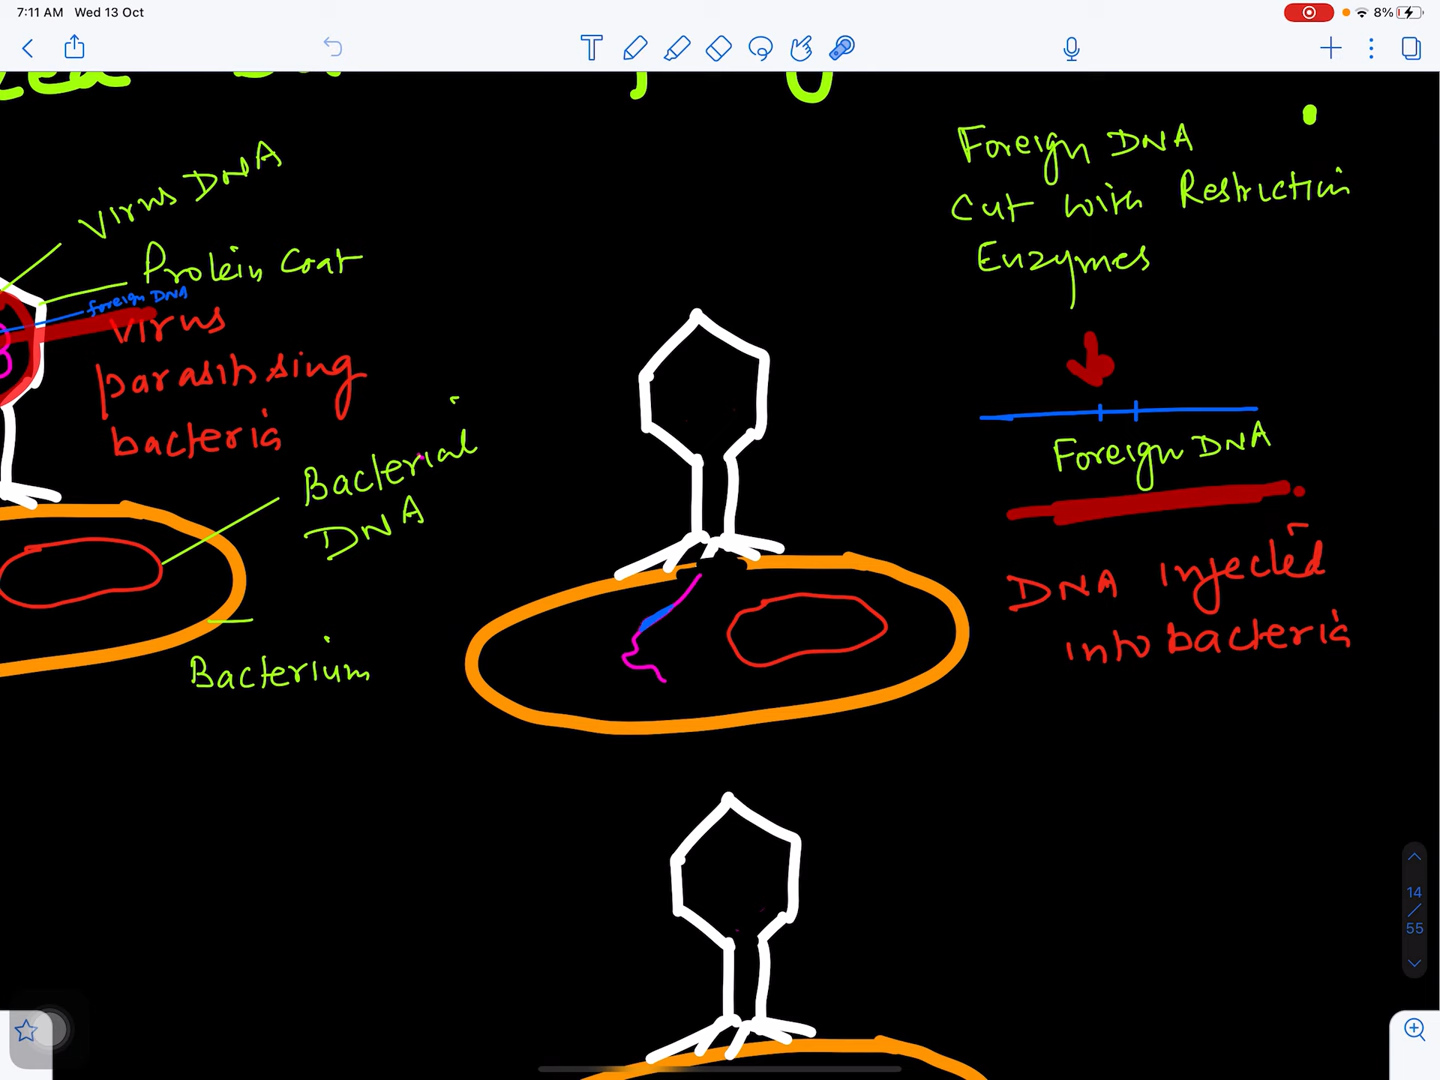 7:11 AM Wed 13 Oct
8%
Virus DNA
Protein Coat
foreign DNA
Virus
parasitising
bacteria
Bacterial
DNA
Bacterium
Foreign DNA
Cut with Restriction
Enzymes
Foreign DNA
DNA injected
into bacteria
14
/
55